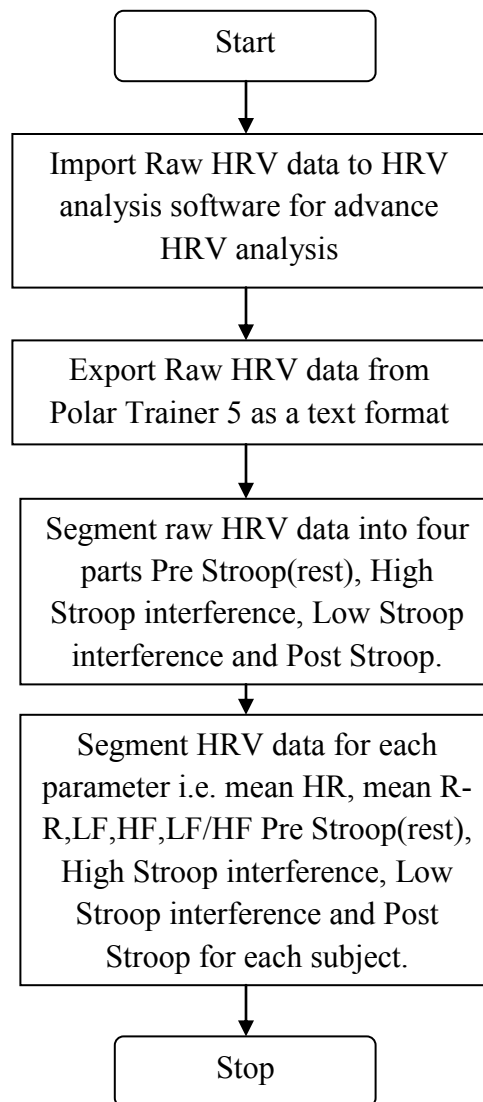 Start
Import Raw HRV data to HRV
analysis software for advance
HRV analysis
Export Raw HRV data from
Polar Trainer 5 as a text format
Segment raw HRV data into four
parts Pre Stroop(rest), High
Stroop interference, Low Stroop
interference and Post Stroop.
Segment HRV data for each
parameter i.e. mean HR, mean R-
R,LF,HF,LF/HF Pre Stroop(rest),
High Stroop interference, Low
Stroop interference and Post
Stroop for each subject.
Stop